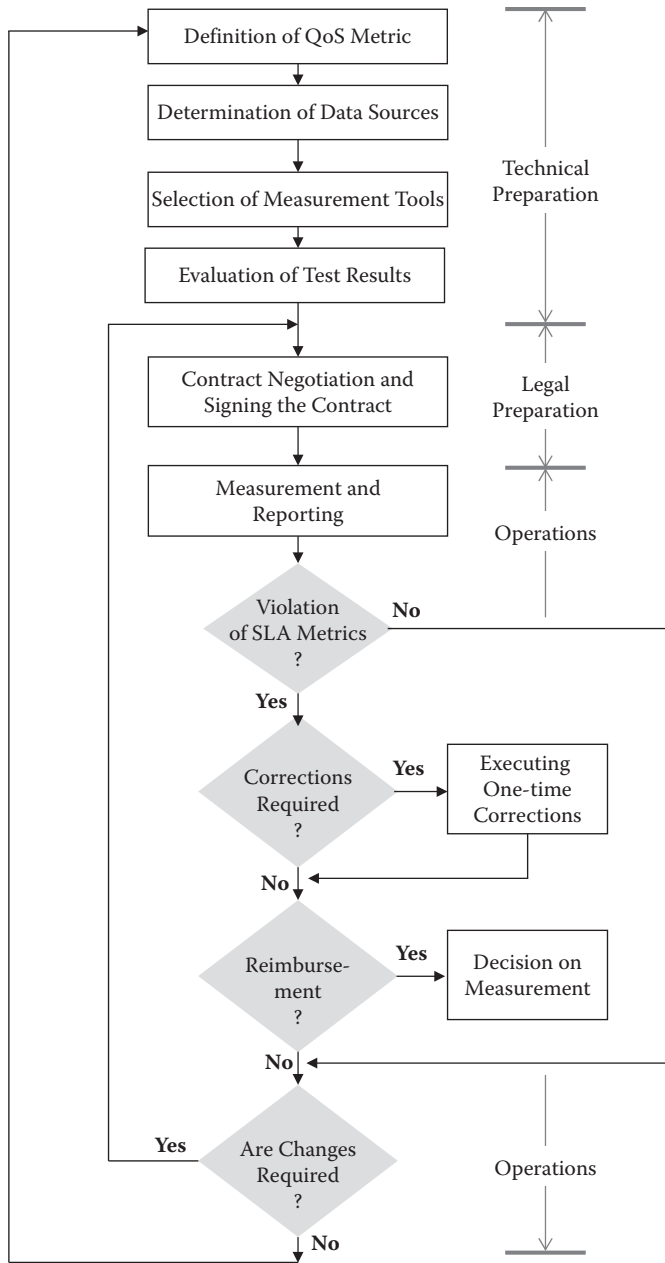 Definition of QoS Metric
Determination of Data Sources
Selection of Measurement Tools
Technical
Preparation
Evaluation of Test Results
Contract Negotiation and
Signing the Contract
Legal
Preparation
Measurement and
Reporting
Operations
Violation
of SLA Metrics
?
No
Yes
Corrections
Required
?
Yes
Executing
One-time
Corrections
No
Reimburse-
ment
?
Yes
Decision on
Measurement
No
Are Changes
Required
?
Yes
Operations
No